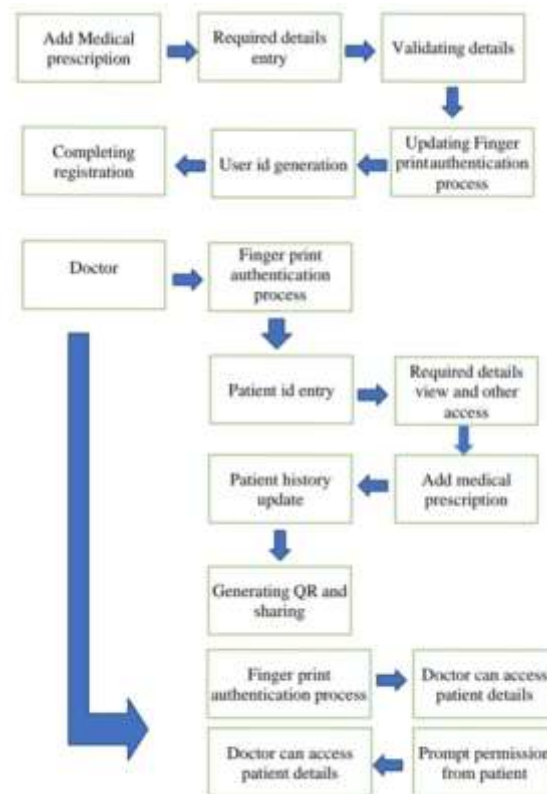 Add Medical
prescription
Required details
entry
Validating details
Completing
registration
User id generation
Updating Finger
printauthentication
process
Doctor
Finger print
authentication
process
Patient id entry
Required details
view and other
access
Patient history
update
Add medical
prescription
Generating QR and
sharing
Finger print
authentication process
Doctor can access
patient details
Doctor can access
patient details
Prompt permission
from patient